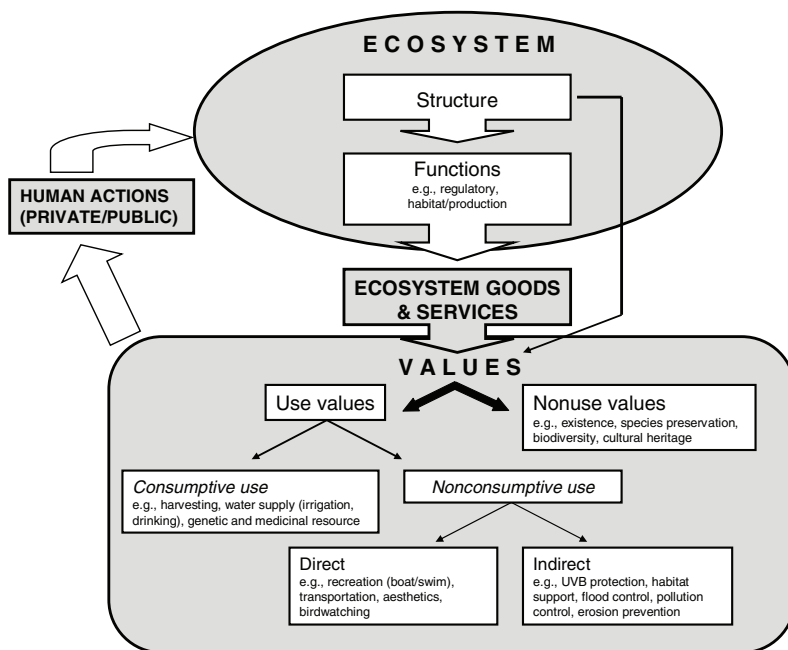 ECOSYSTEM
Structure
Functions
e.g., regulatory,
habitat/production
HUMAN ACTIONS
(PRIVATE/PUBLIC)
ECOSYSTEM GOODS
& SERVICES
VALUES
Use values
Nonuse values
e.g., existence, species preservation,
biodiversity, cultural heritage
Consumptive use
e.g., harvesting, water supply (irrigation,
drinking), genetic and medicinal resource
Nonconsumptive use
Direct
e.g., recreation (boat/swim),
transportation, aesthetics,
birdwatching
Indirect
e.g., UVB protection, habitat
support, flood control, pollution
control, erosion prevention